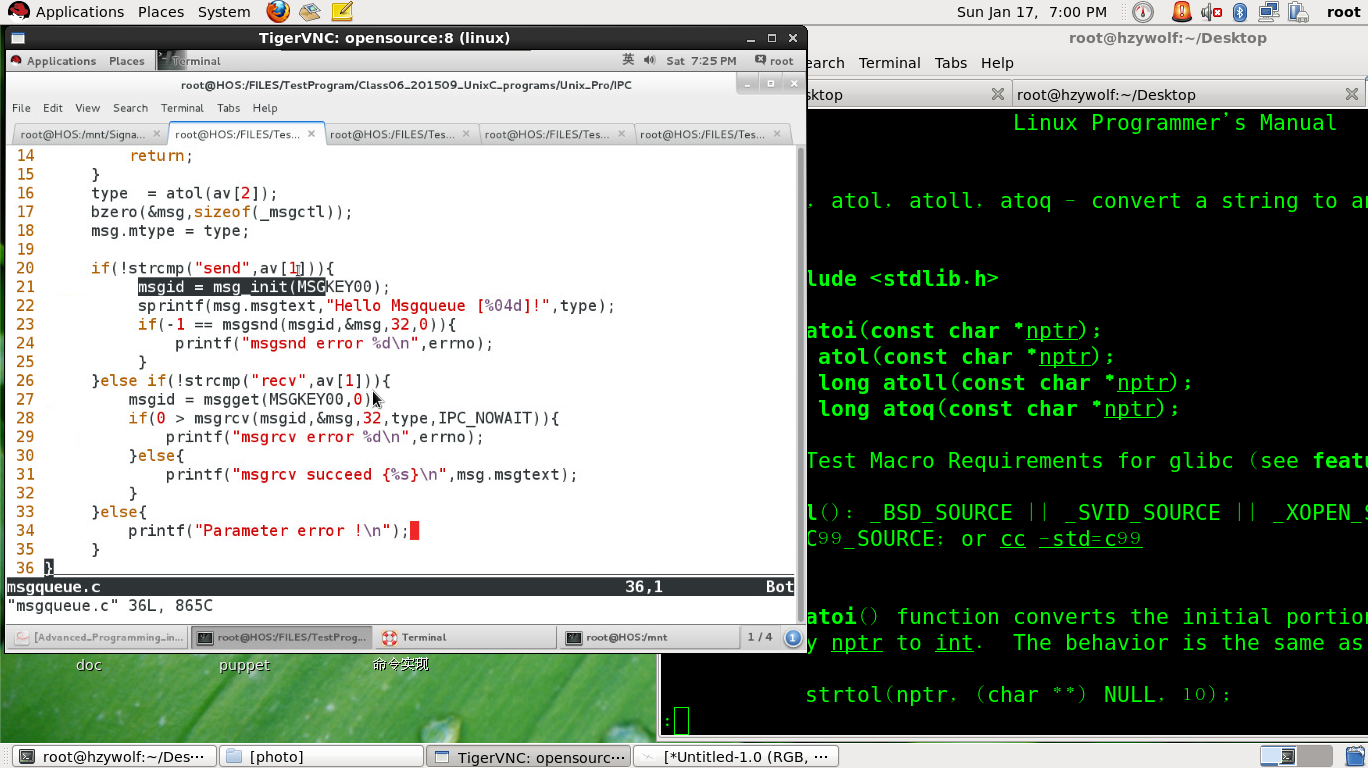 Applications Places System Sun Jan 17, 7:00 PM root
TigerVNC: opensource:8 (linux)
Applications Places Terminal 英 Sat 7:25 PM root
root@HOS:/FILES/TestProgram/Class06_201509_UnixC_programs/Unix_Pro/IPC
File Edit View Search Terminal Tabs Help
root@HOS:/mnt/Signa... root@HOS:/FILES/Tes... root@HOS:/FILES/Tes... root@HOS:/FILES/Tes... root@HOS:/FILES/Tes...
14 return;
15 }
16 type = atol(av[2]);
17 bzero(&msg,sizeof(_msgctl));
18 msg.mtype = type;
19
20 if(!strcmp("send",av[1])){
21 msgid = msg_init(MSGKEY00);
22 sprintf(msg.msgtext,"Hello Msgqueue [%04d]!",type);
23 if(-1 == msgsnd(msgid,&msg,32,0)){
24 printf("msgsnd error %d\n",errno);
25 }
26 }else if(!strcmp("recv",av[1])){
27 msgid = msgget(MSGKEY00,0)
28 if(0 > msgrcv(msgid,&msg,32,type,IPC_NOWAIT)){
29 printf("msgrcv error %d\n",errno);
30 }else{
31 printf("msgrcv succeed {%s}\n",msg.msgtext);
32 }
33 }else{
34 printf("Parameter error !\n");
35 }
36 }
msgqueue.c 36,1 Bot
"msgqueue.c" 36L, 865C
[Advanced_Programming_in... root@HOS:/FILES/TestProg... Terminal root@HOS:/mnt 1 / 4 1
doc puppet 命令实现
root@hzywolf:~/Desktop
earch Terminal Tabs Help
sktop root@hzywolf:~/Desktop
Linux Programmer's Manual
, atol, atoll, atoq - convert a string to an
lude <stdlib.h>
atoi(const char *nptr);
atol(const char *nptr);
long atoll(const char *nptr);
long atoq(const char *nptr);
Test Macro Requirements for glibc (see featu
l(): _BSD_SOURCE || _SVID_SOURCE || _XOPEN_S
C99_SOURCE; or cc -std=c99
atoi() function converts the initial portion
y nptr to int. The behavior is the same as
strtol(nptr, (char **) NULL, 10);
:
root@hzywolf:~/Des··· [photo] TigerVNC: opensourc··· [*Untitled-1.0 (RGB, ···